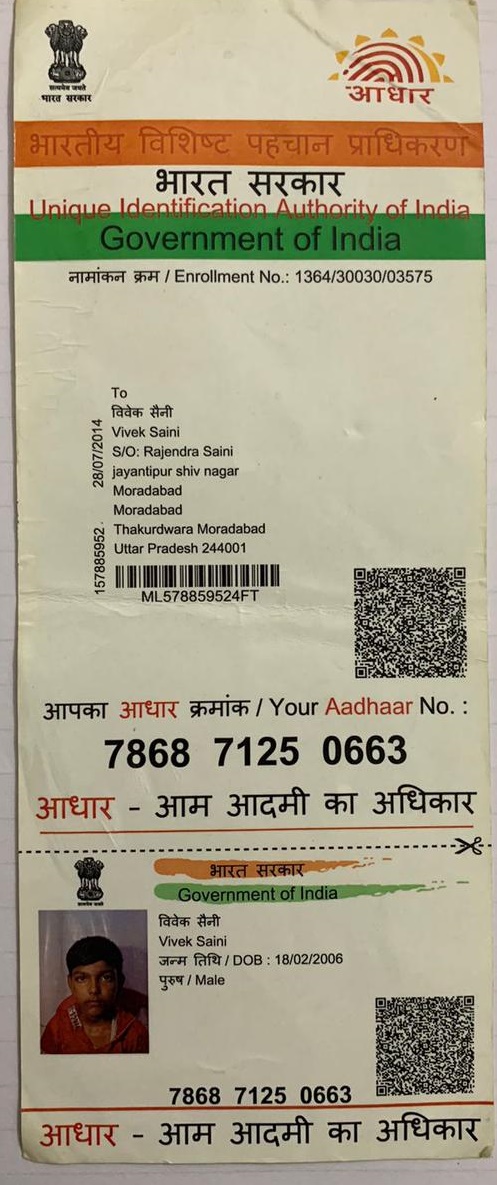 सत्यमेव जयते
भारत सरकार
आधार
भारतीय विशिष्ट पहचान प्राधिकरण
भारत सरकार
Unique Identification Authority of India
Government of India
नामांकन क्रम / Enrollment No.: 1364/30030/03575
To
विवेक सैनी
Vivek Saini
S/O: Rajendra Saini
jayantipur shiv nagar
Moradabad
Moradabad
Thakurdwara Moradabad
Uttar Pradesh 244001
157885952. 28/07/2014
ML578859524FT
आपका आधार क्रमांक / Your Aadhaar No. :
7868 7125 0663
आधार - आम आदमी का अधिकार
भारत सरकार
Government of India
विवेक सैनी
Vivek Saini
जन्म तिथि / DOB : 18/02/2006
पुरुष / Male
7868 7125 0663
आधार - आम आदमी का अधिकार